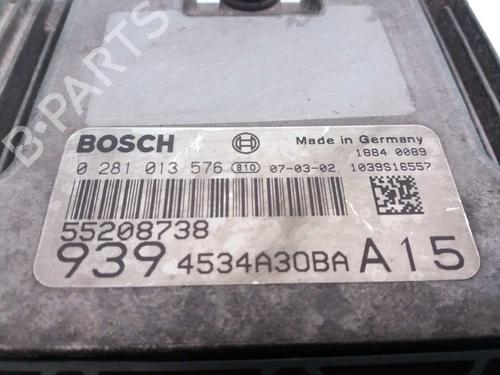 B-PARTS
BOSCH Made in Germany
1884 0089
0 281 013 576 810 07-03-02 1039S16557
55208738
939 4534A30BA A15